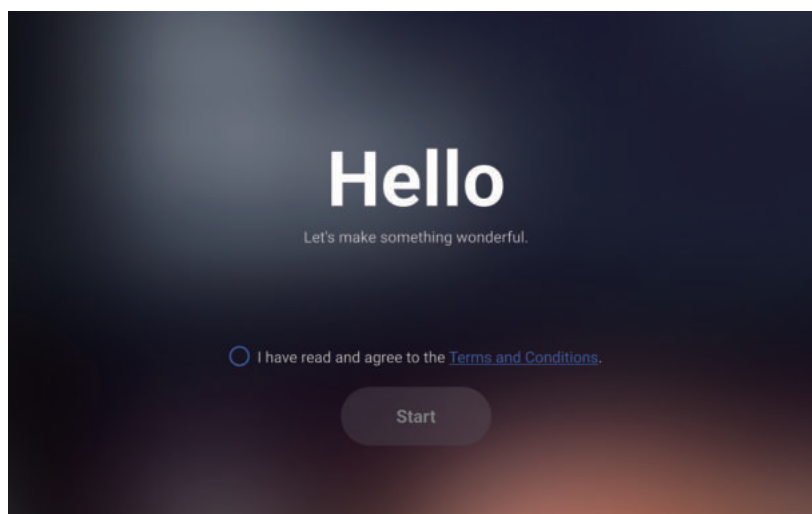 Hello
Let's make something wonderful.
I have read and agree to the Terms and Conditions.
Start